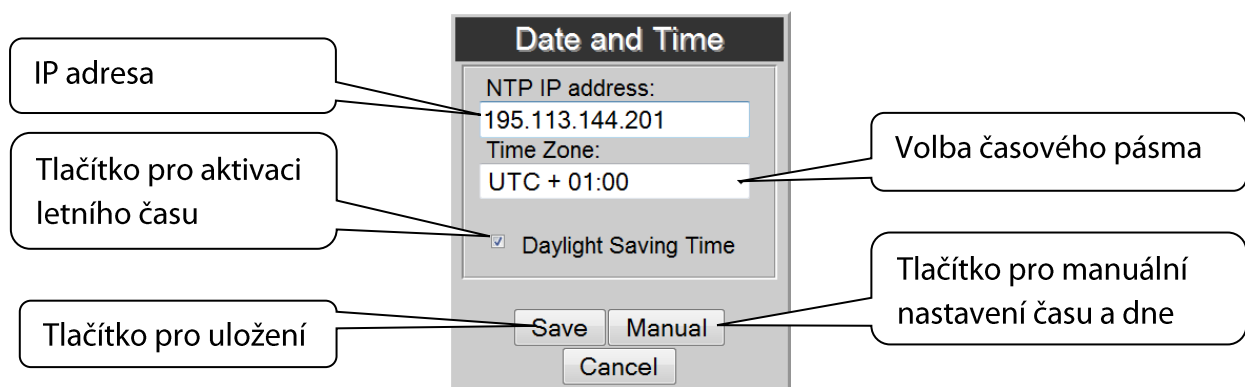 Date and Time
IP adresa
NTP IP address:
195.113.144.201
Time Zone:
UTC + 01:00
Volba časového pásma
Tlačítko pro aktivaci
letního času
Daylight Saving Time
Tlačítko pro manuální
nastavení času a dne
Tlačítko pro uložení
Save
Manual
Cancel